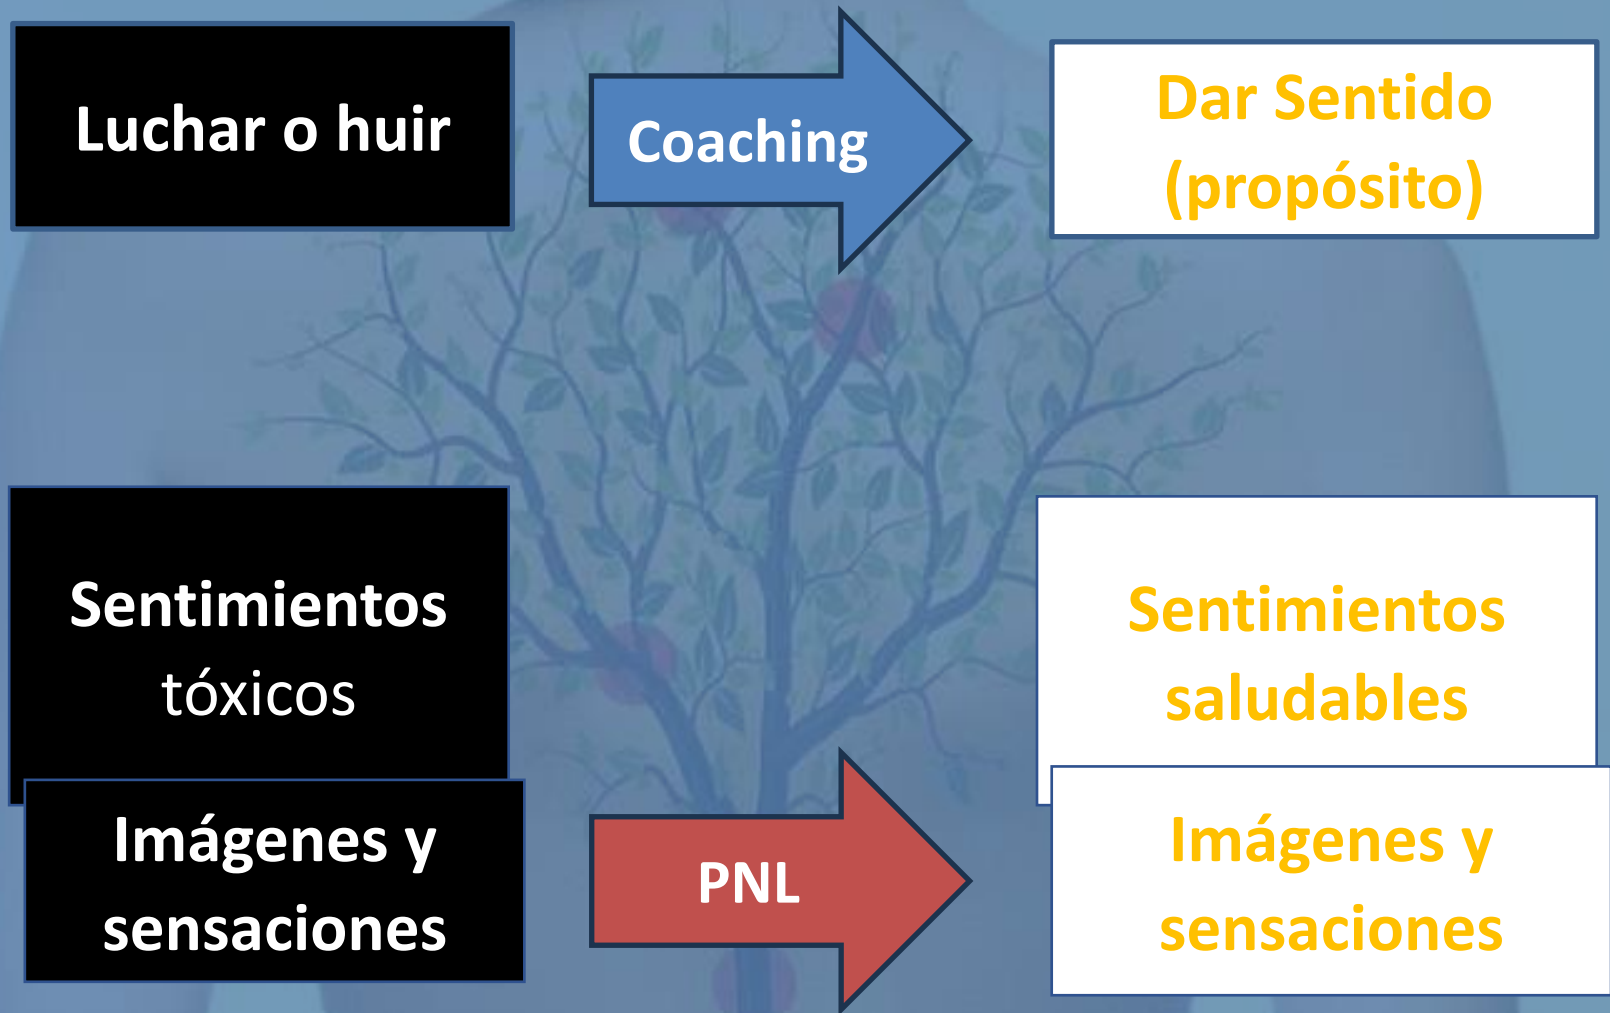 Luchar o huir
Coaching
Dar Sentido
(propósito)
Sentimientos
tóxicos
Sentimientos
saludables
Imágenes y
sensaciones
PNL
Imágenes y
sensaciones